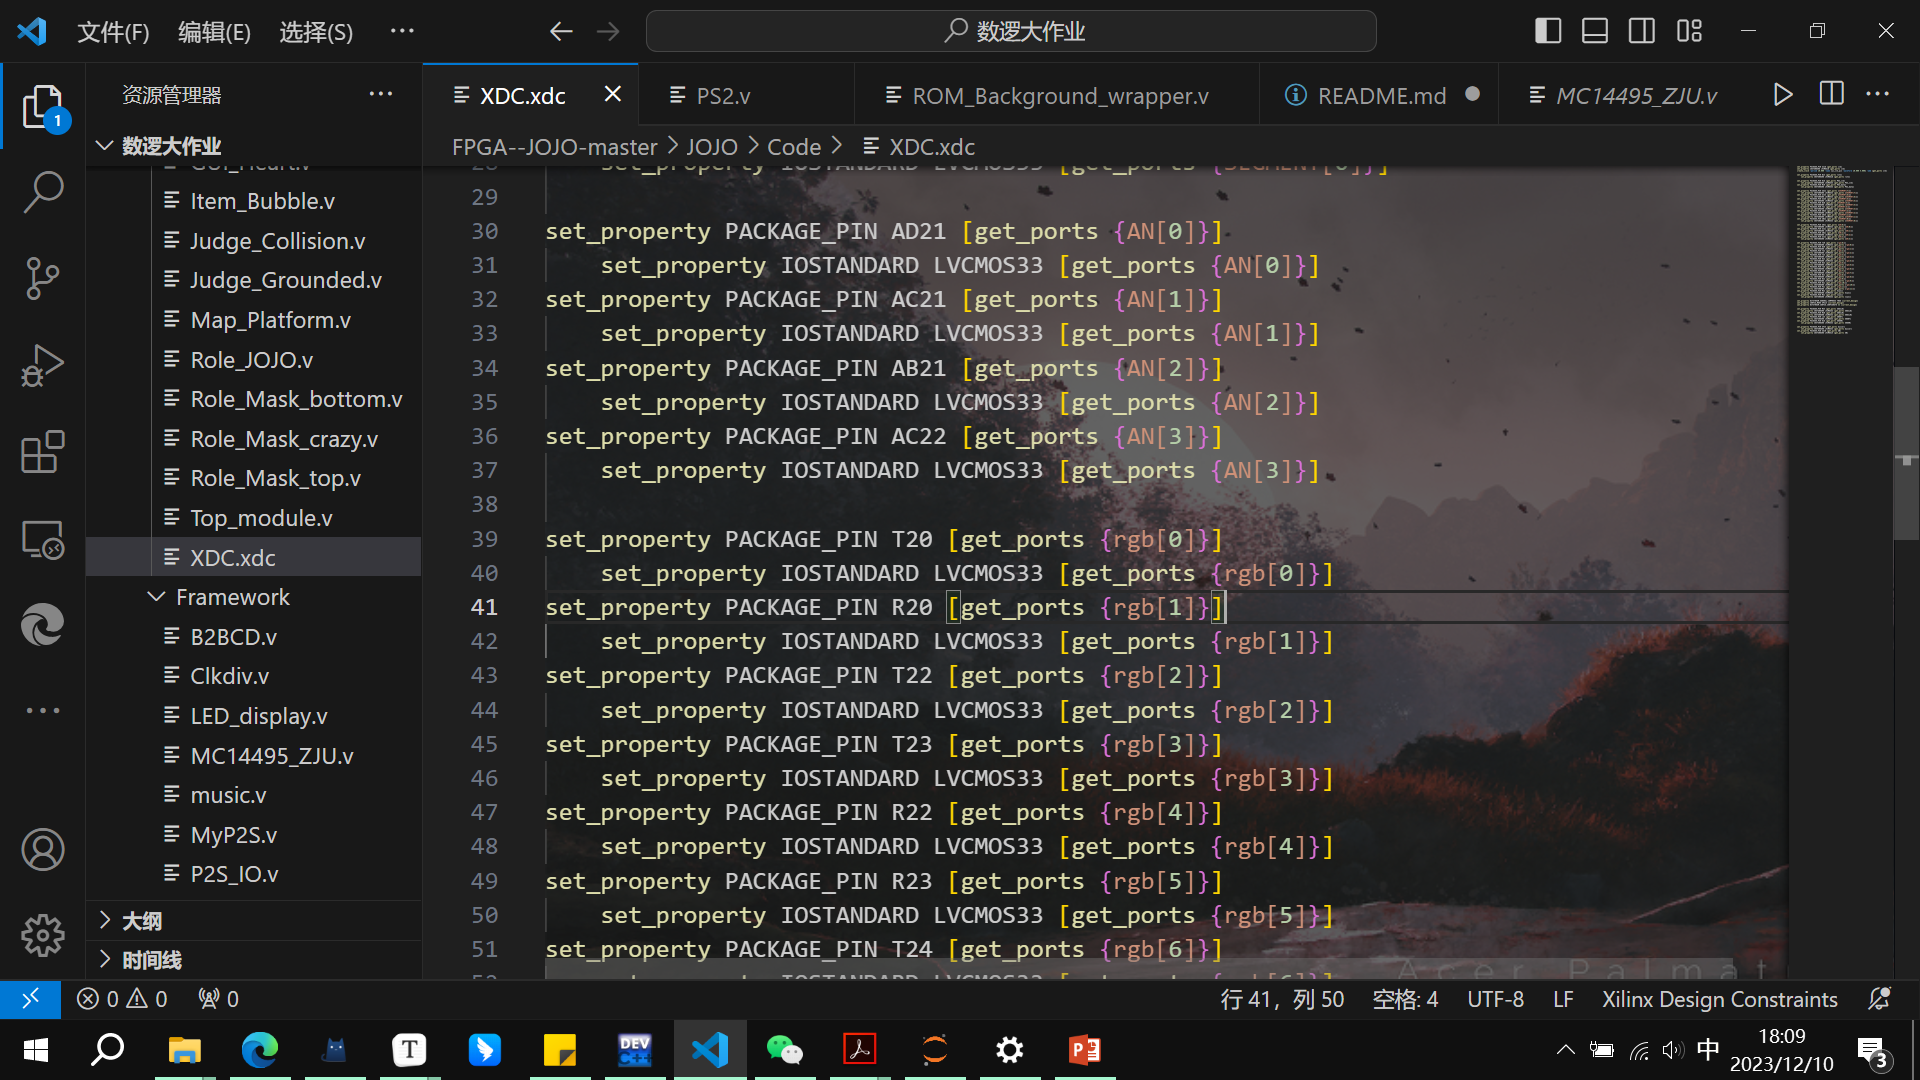 文件(F) 编辑(E) 选择(S) ··· 数逻大作业
资源管理器 ···
XDC.xdc PS2.v ROM_Background_wrapper.v README.md MC14495_ZJU.v
数逻大作业
FPGA--JOJO-master > JOJO > Code > XDC.xdc
Item_Bubble.v
Judge_Collision.v
Judge_Grounded.v
Map_Platform.v
Role_JOJO.v
Role_Mask_bottom.v
Role_Mask_crazy.v
Role_Mask_top.v
Top_module.v
XDC.xdc
Framework
B2BCD.v
Clkdiv.v
LED_display.v
MC14495_ZJU.v
music.v
MyP2S.v
P2S_IO.v
大纲
时间线
1
28 set_property IOSTANDARD LVCMOS33 [get_ports {SEGMENT[6]}]
29
30 set_property PACKAGE_PIN AD21 [get_ports {AN[0]}]
31 set_property IOSTANDARD LVCMOS33 [get_ports {AN[0]}]
32 set_property PACKAGE_PIN AC21 [get_ports {AN[1]}]
33 set_property IOSTANDARD LVCMOS33 [get_ports {AN[1]}]
34 set_property PACKAGE_PIN AB21 [get_ports {AN[2]}]
35 set_property IOSTANDARD LVCMOS33 [get_ports {AN[2]}]
36 set_property PACKAGE_PIN AC22 [get_ports {AN[3]}]
37 set_property IOSTANDARD LVCMOS33 [get_ports {AN[3]}]
38
39 set_property PACKAGE_PIN T20 [get_ports {rgb[0]}]
40 set_property IOSTANDARD LVCMOS33 [get_ports {rgb[0]}]
41 set_property PACKAGE_PIN R20 [get_ports {rgb[1]}]
42 set_property IOSTANDARD LVCMOS33 [get_ports {rgb[1]}]
43 set_property PACKAGE_PIN T22 [get_ports {rgb[2]}]
44 set_property IOSTANDARD LVCMOS33 [get_ports {rgb[2]}]
45 set_property PACKAGE_PIN T23 [get_ports {rgb[3]}]
46 set_property IOSTANDARD LVCMOS33 [get_ports {rgb[3]}]
47 set_property PACKAGE_PIN R22 [get_ports {rgb[4]}]
48 set_property IOSTANDARD LVCMOS33 [get_ports {rgb[4]}]
49 set_property PACKAGE_PIN R23 [get_ports {rgb[5]}]
50 set_property IOSTANDARD LVCMOS33 [get_ports {rgb[5]}]
51 set_property PACKAGE_PIN T24 [get_ports {rgb[6]}]
0 0 0 行 41，列 50 空格: 4 UTF-8 LF Xilinx Design Constraints
T DEV C++ P 中 18:09
2023/12/10 3